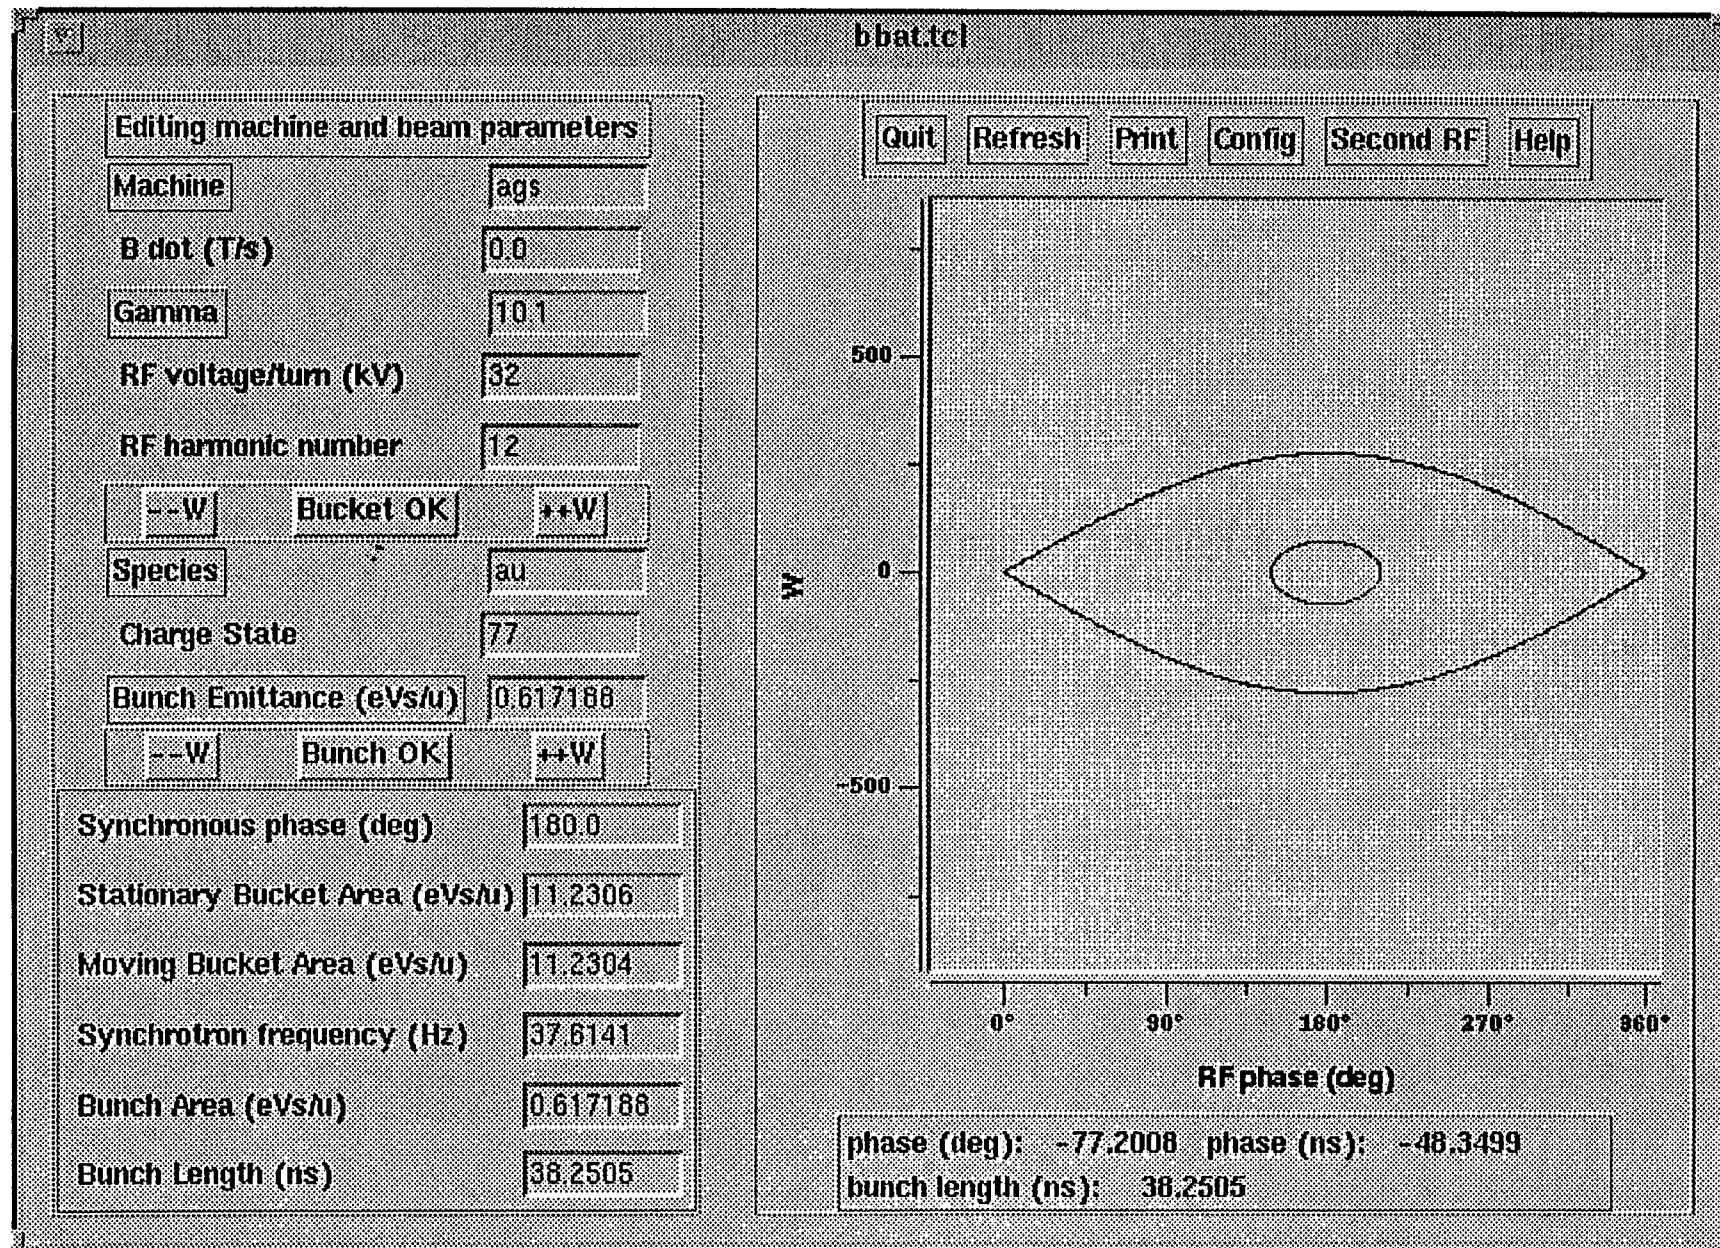 bbat.tcl
Editing machine and beam parameters
Machine ags
B dot (T/s) 0.0
Gamma 10.1
RF voltage/turn (kV) 32
RF harmonic number 12
--W Bucket OK ++W
Species au
Charge State 77
Bunch Emittance (eVs/u) 0.617188
--W Bunch OK ++W
Synchronous phase (deg) 180.0
Stationary Bucket Area (eVs/u) 11.2306
Moving Bucket Area (eVs/u) 11.2304
Synchrotron frequency (Hz) 37.6141
Bunch Area (eVs/u) 0.617188
Bunch Length (ns) 38.2505
Quit Refresh Print Config Second RF Help
500
0
-500
W
0° 90° 180° 270° 360°
RF phase (deg)
phase (deg): -77.2008 phase (ns): -48.3499
bunch length (ns): 38.2505